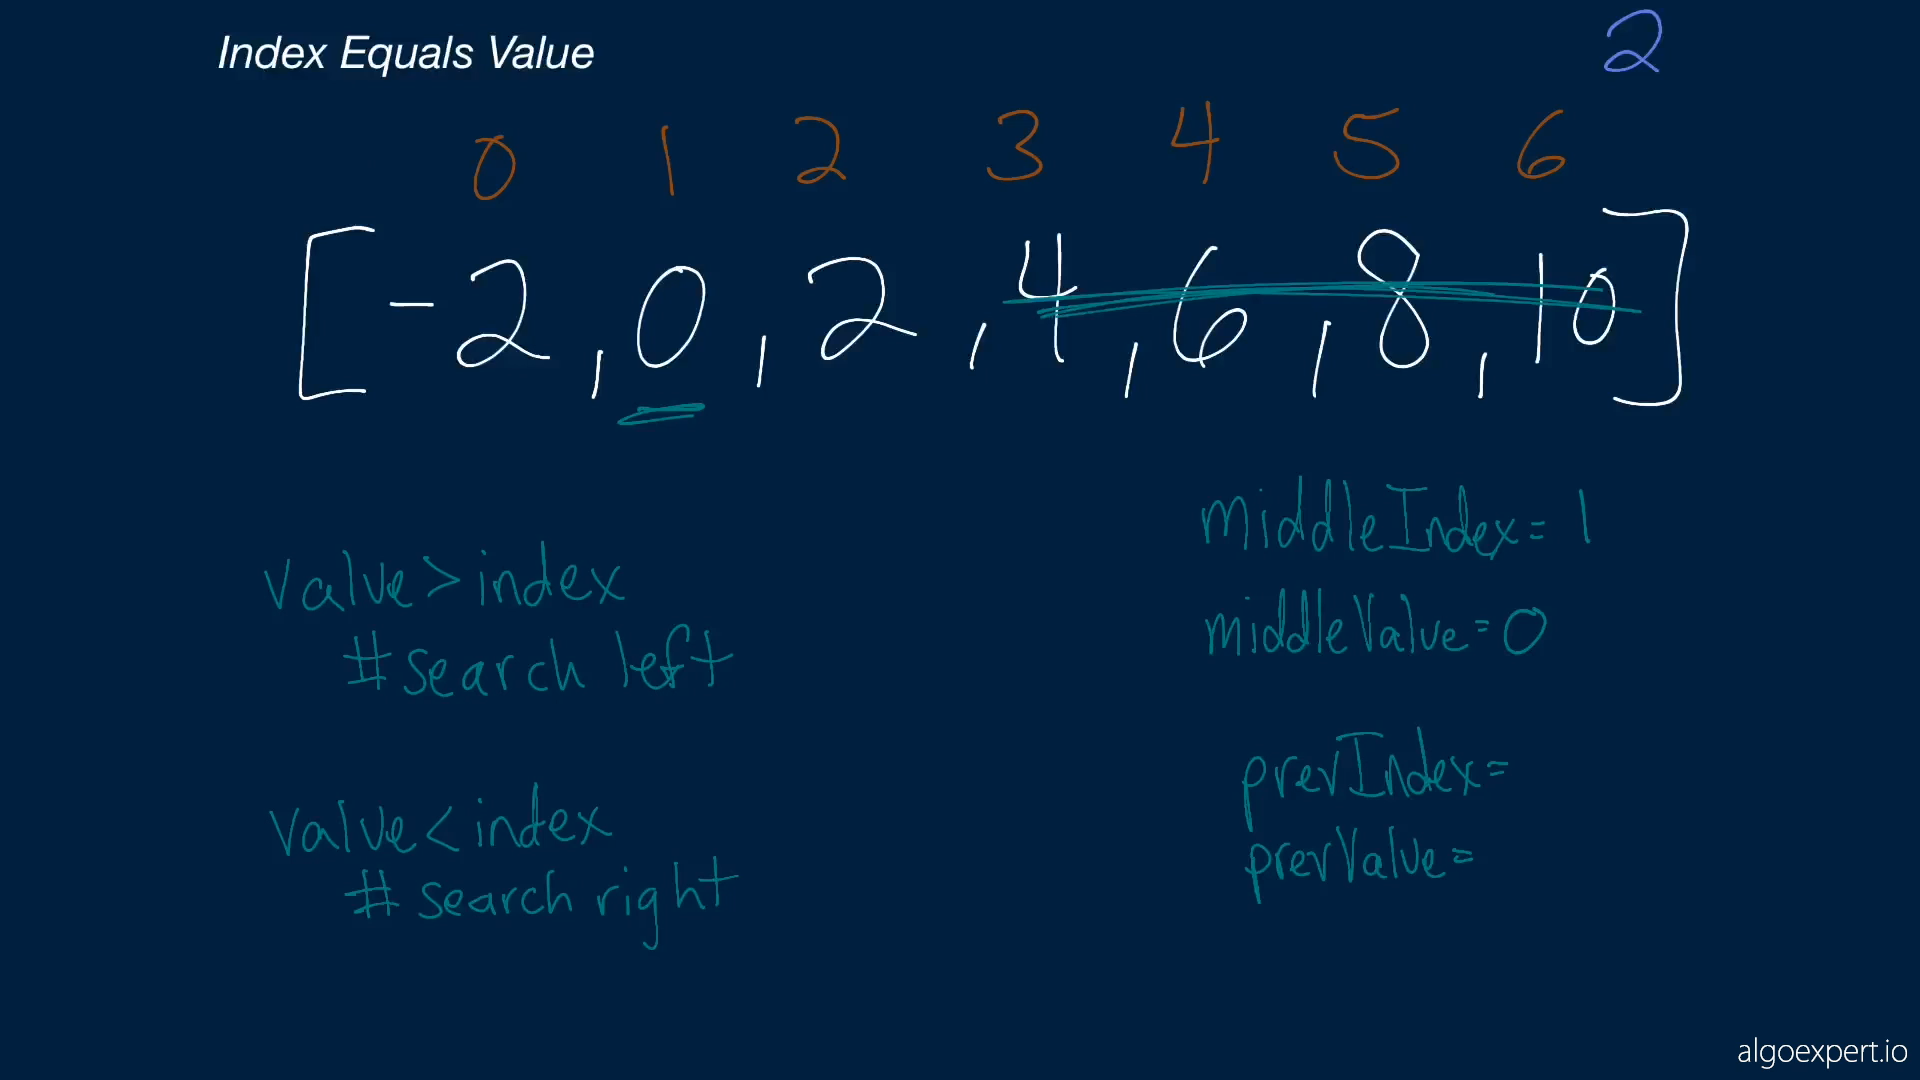 Index Equals Value
2
0 1 2 3 4 5 6
[-2, 0, 2, 4, 6, 8, 10]
middleIndex= 1
value>index
middleValue=0
#search left
prevIndex=
value<index
prevValue=
# search right
algoexpert.io